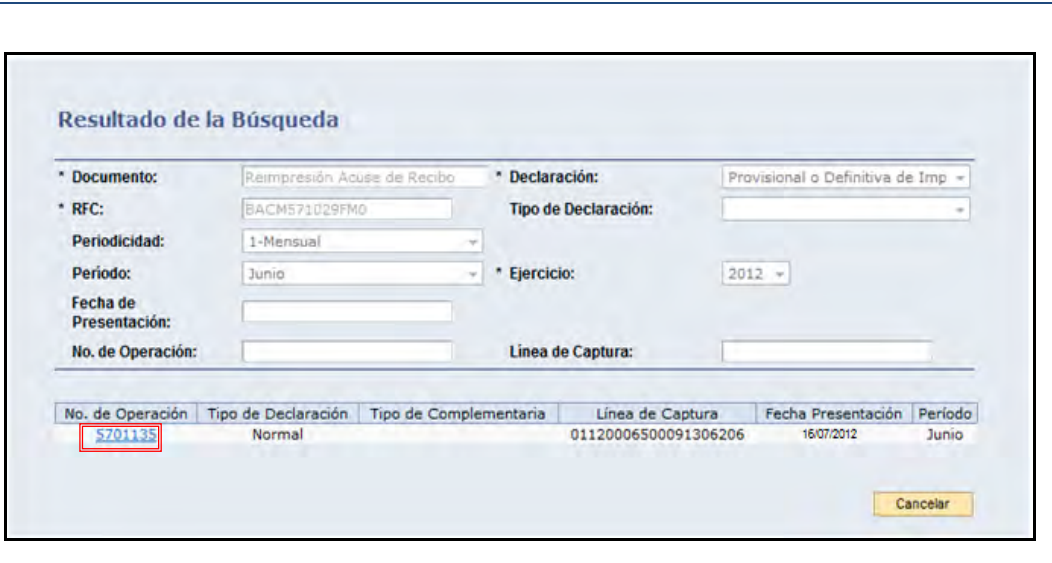 Resultado de la Búsqueda
* Documento: Reimpresión Acuse de Recibo * Declaración: Provisional o Definitiva de Imp
* RFC: BACM571029FM0 Tipo de Declaración:
Periodicidad: 1-Mensual
Período: Junio * Ejercicio: 2012
Fecha de
Presentación:
No. de Operación: Linea de Captura:
No. de Operación Tipo de Declaración Tipo de Complementaria Línea de Captura Fecha Presentación Período
5701135 Normal 01120006500091306206 16/07/2012 Junio
Cancelar